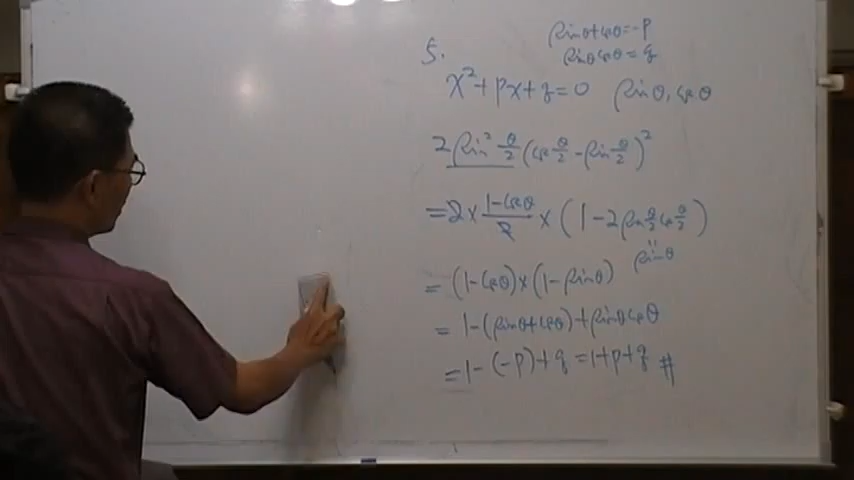 5.
sinθ+cosθ=-p
sinθcosθ=q
x²+px+q=0 sinθ, cosθ
2sin²θ/2(cosθ/2-sinθ/2)²
=2×(1-cosθ)/2×(1-2sinθ/2cosθ/2)
"
sinθ
=(1-cosθ)×(1-sinθ)
=1-(sinθ+cosθ)+sinθcosθ
=1-(-p)+q=1+p+q #